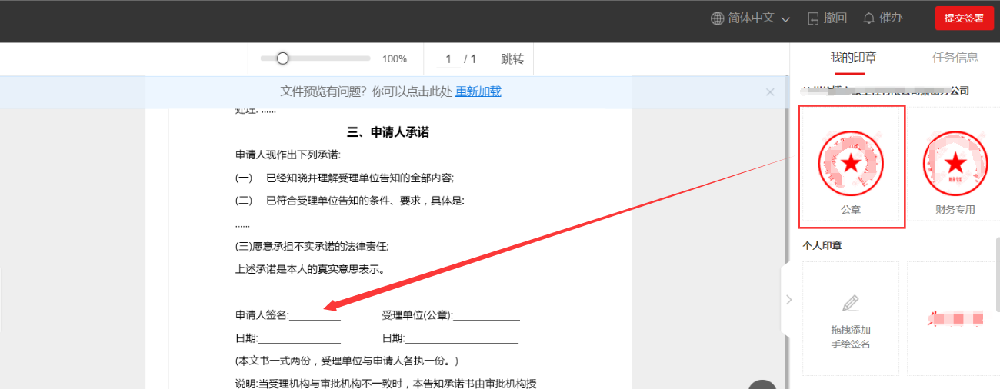 简体中文 撤回 催办 提交签署
100% 1 / 1 跳转 我的印章 任务信息
文件预览有问题？你可以点击此处 重新加载
公司
处理: ......
三、申请人承诺
申请人现作出下列承诺:
(一) 已经知晓并理解受理单位告知的全部内容;
(二) 已符合受理单位告知的条件、要求，具体是:
......
(三)愿意承担不实承诺的法律责任;
上述承诺是本人的真实意思表示。
申请人签名:_________ 受理单位(公章):____________
日期:______________ 日期:____________________
(本文书一式两份，受理单位与申请人各执一份。)
说明:当受理机构与审批机构不一致时，本告知承诺书由审批机构授
公章 财务专用
个人印章
拖拽添加
手绘签名